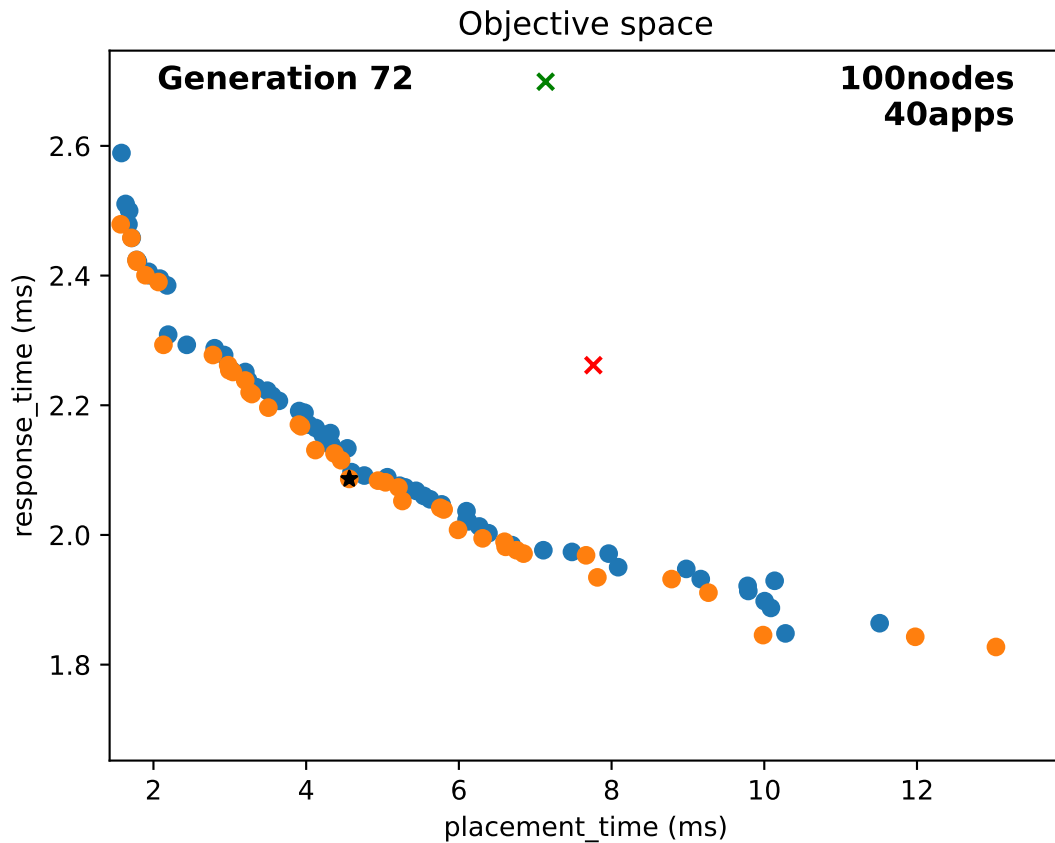 Objective space
Generation 72
100nodes
40apps
2.6
2.4
2.2
2.0
1.8
response_time (ms)
2 4 6 8 10 12
placement_time (ms)